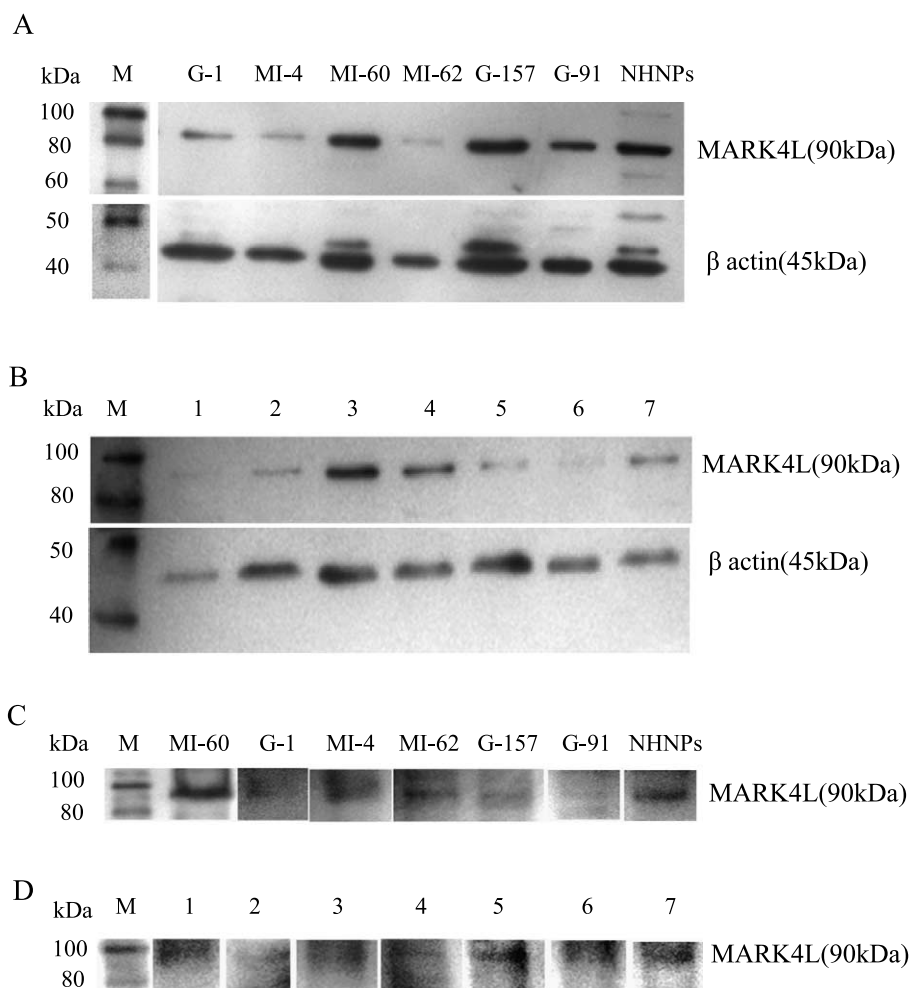 A
kDa M G-1 MI-4 MI-60 MI-62 G-157 G-91 NHNPs
100
80 MARK4L(90kDa)
60
50
40 β actin(45kDa)
B
kDa M 1 2 3 4 5 6 7
100 MARK4L(90kDa)
80
50 β actin(45kDa)
40
C
kDa M MI-60 G-1 MI-4 MI-62 G-157 G-91 NHNPs
100 MARK4L(90kDa)
80
D
kDa M 1 2 3 4 5 6 7
100 MARK4L(90kDa)
80